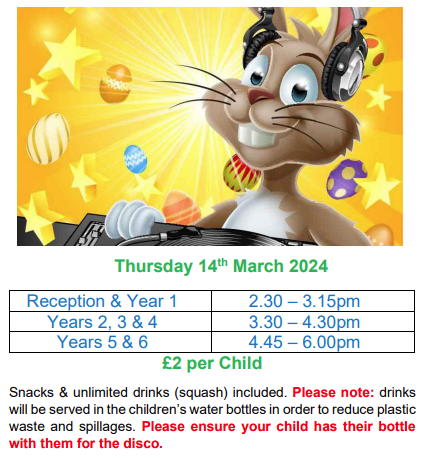 Thursday 14th March 2024
Reception & Year 1 2.30 – 3.15pm
Years 2, 3 & 4 3.30 – 4.30pm
Years 5 & 6 4.45 – 6.00pm
£2 per Child
Snacks & unlimited drinks (squash) included. Please note: drinks
will be served in the children’s water bottles in order to reduce plastic
waste and spillages. Please ensure your child has their bottle
with them for the disco.